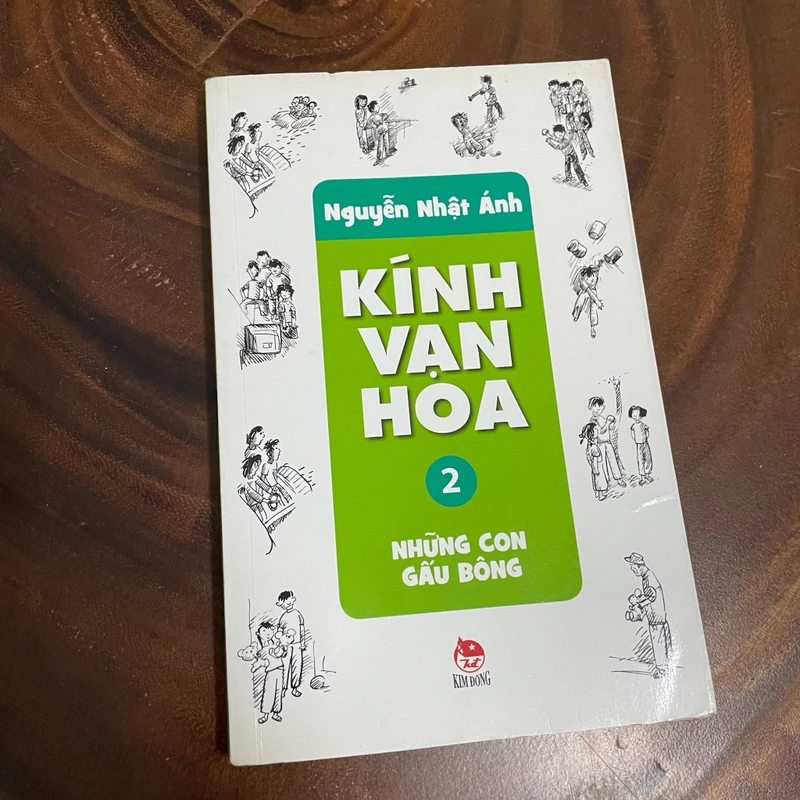 Nguyễn Nhật Ánh
KÍNH
VẠN
HOA
2
NHỮNG CON
GẤU BÔNG
KIM ĐỒNG